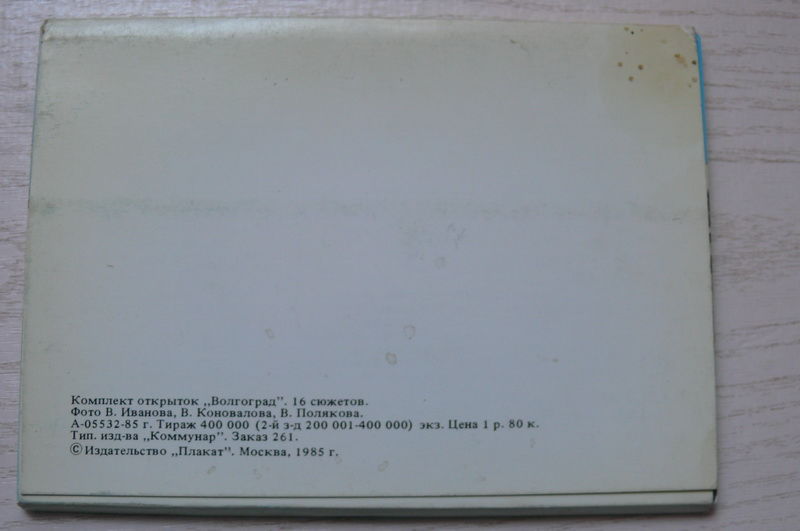 Комплект открыток ,,Волгоград". 16 сюжетов.
Фото В. Иванова, В. Коновалова, В. Полякова.
А-05532-85 г. Тираж 400 000 (2-й з-д 200 001-400 000) экз. Цена 1 р. 80 к.
Тип. изд-ва ,,Коммунар". Заказ 261.
©Издательство ,,Плакат". Москва, 1985 г.